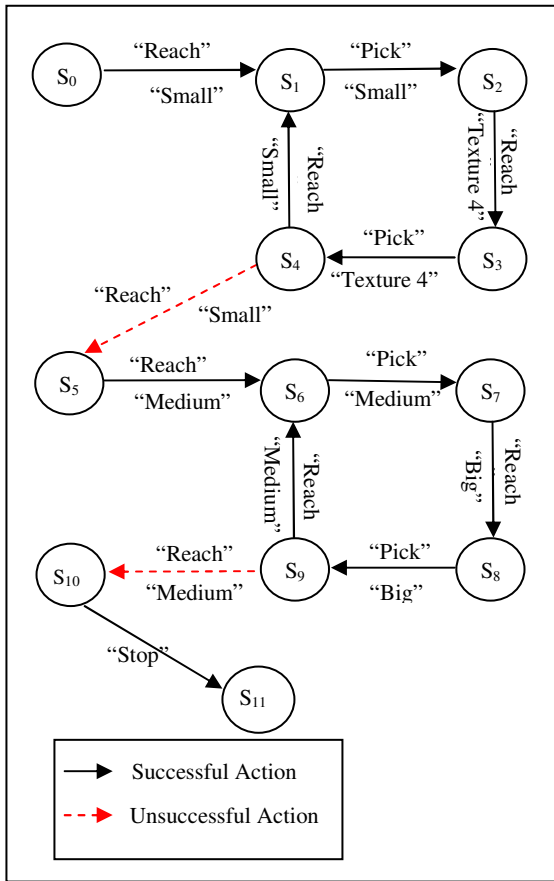 “Reach” “Pick”
S0 S1 S2
“Small” “Small”
“Small” “Reach
“Texture 4” “Reach
“Pick”
S4 S3
“Texture 4”
“Reach”
“Small”
S5
“Reach” “Pick”
S6 S7
“Medium” “Medium”
“Medium” “Reach
“Big” “Reach
“Reach” “Pick”
S10 S9 S8
“Medium” “Big”
“Stop”
S11
Successful Action
Unsuccessful Action